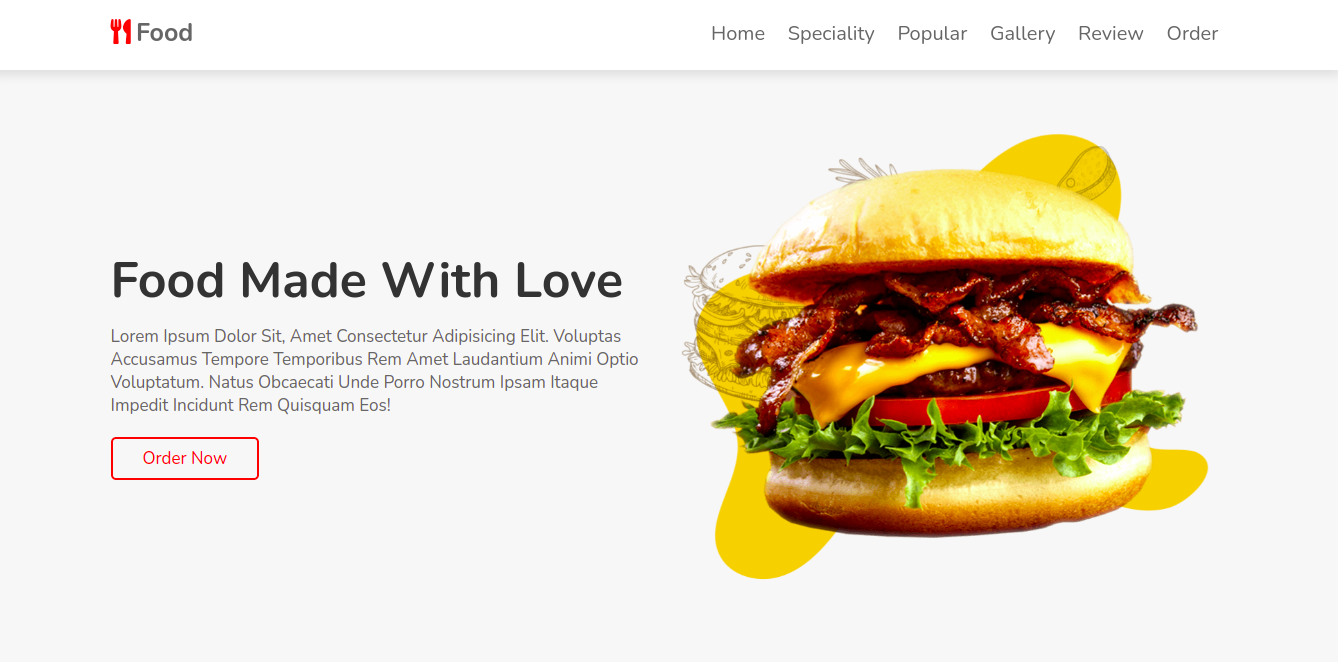 Food
Home Speciality Popular Gallery Review Order
Food Made With Love
Lorem Ipsum Dolor Sit, Amet Consectetur Adipisicing Elit. Voluptas
Accusamus Tempore Temporibus Rem Amet Laudantium Animi Optio
Voluptatum. Natus Obcaecati Unde Porro Nostrum Ipsam Itaque
Impedit Incidunt Rem Quisquam Eos!
Order Now